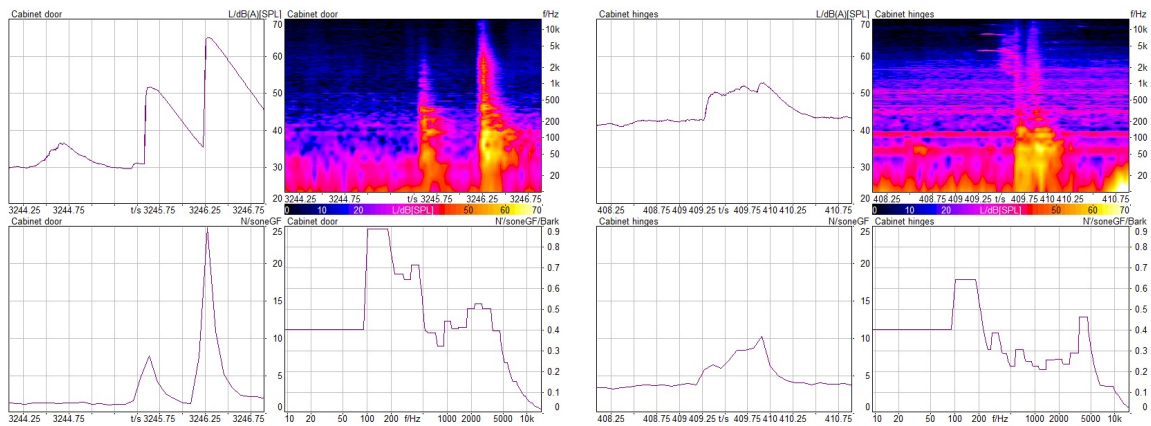 Cabinet door L/dB(A)[SPL] Cabinet door f/Hz Cabinet hinges L/dB(A)[SPL] Cabinet hinges f/Hz
70 10k 70 10k
5k 5k
60 2k 60 2k
1k 1k
50 500 50 500
200 200
40 100 40 100
50 50
30 20 30 20
20 20
3244.25 3244.75 t/s 3245.75 3246.25 3246.75 3244.25 3244.75 t/s 3245.75 3246.25 3246.75 408.25 408.75 409 409.25 t/s 409.75 410 410.25 410.75 408.25 408.75 409 409.25 t/s 409.75 410 410.25 410.75
0 10 20 L/dB[SPL] 50 60 70 0 10 20 L/dB[SPL] 50 60 70
Cabinet door N/soneGF Cabinet door N'/soneGF/Bark Cabinet hinges N/soneGF Cabinet hinges N'/soneGF/Bark
25 0.9 25 0.9
0.8 0.8
20 0.7 20 0.7
0.6 0.6
15 0.5 15 0.5
10 0.4 10 0.4
0.3 0.3
5 0.2 5 0.2
0.1 0.1
0 0 0 0
3244.25 3244.75 t/s 3245.75 3246.25 3246.75 10 20 50 100 200 f/Hz 1000 2000 5000 10k 408.25 408.75 409 409.25 t/s 409.75 410 410.25 410.75 10 20 50 100 200 f/Hz 1000 2000 5000 10k